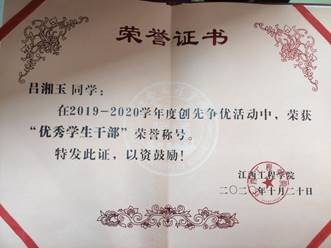 荣誉证书
吕湘玉 同学：
在2019-2020学年度创先争优活动中，荣获
“优秀学生干部”荣誉称号。
特发此证，以资鼓励！
江西工程学院
二〇二〇年十月二十日